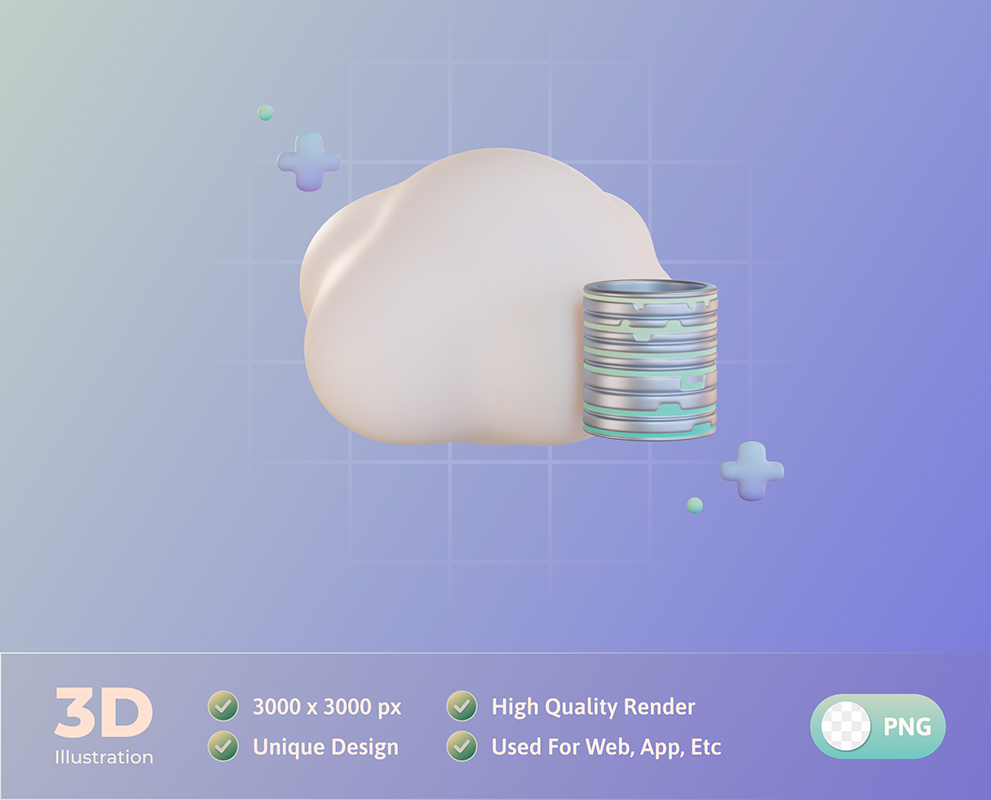 3D
Illustration
3000 x 3000 px
Unique Design
High Quality Render
Used For Web, App, Etc
PNG